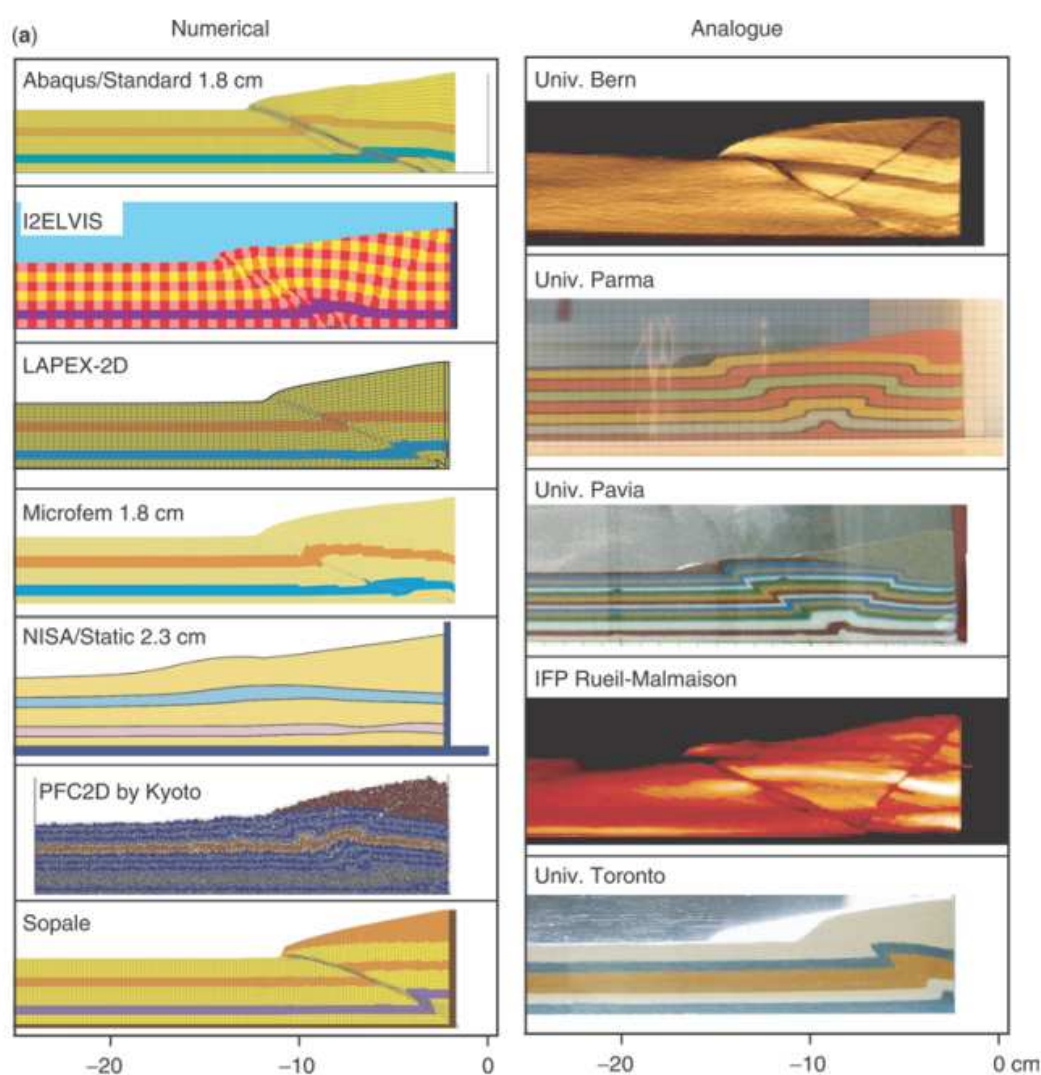 (a)
Numerical
Analogue
Abaqus/Standard 1.8 cm
I2ELVIS
LAPEX-2D
Microfem 1.8 cm
NISA/Static 2.3 cm
PFC2D by Kyoto
Sopale
−20
−10
0
Univ. Bern
Univ. Parma
Univ. Pavia
IFP Rueil-Malmaison
Univ. Toronto
−20
−10
0 cm